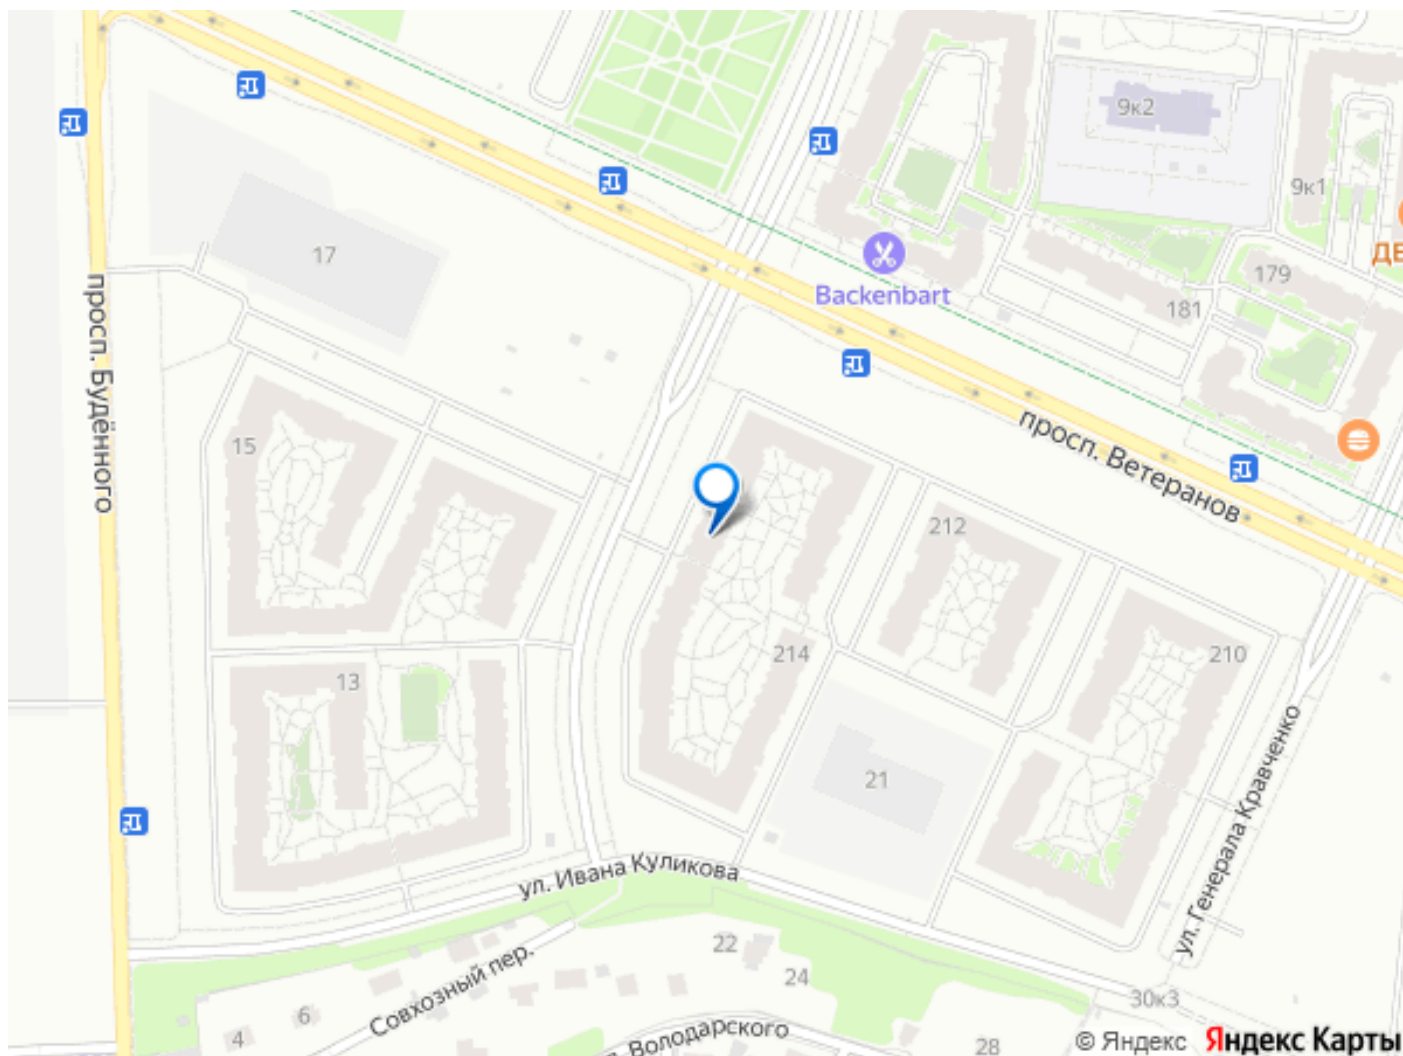 9к2
9к1
17
Backenbart
179
181
ДЕ
просп. Будённого
15
просп. Ветеранов
212
214
210
13
21
ул. Генерала Кравченко
ул. Ивана Куликова
22
24
Совхозный пер.
6
4
30к3
л. Володарского
28
© Яндекс Яндекс Карты